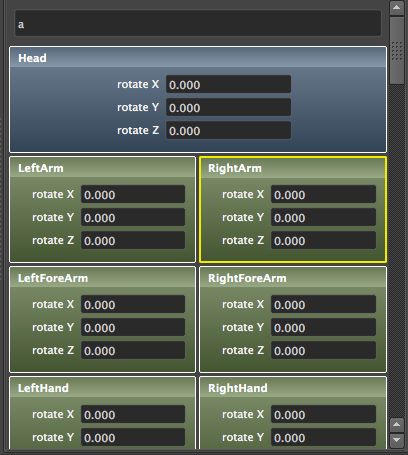 a
Head
rotate X 0.000
rotate Y 0.000
rotate Z 0.000
LeftArm
rotate X 0.000
rotate Y 0.000
rotate Z 0.000
RightArm
rotate X 0.000
rotate Y 0.000
rotate Z 0.000
LeftForeArm
rotate X 0.000
rotate Y 0.000
rotate Z 0.000
RightForeArm
rotate X 0.000
rotate Y 0.000
rotate Z 0.000
LeftHand
rotate X 0.000
rotate Y 0.000
RightHand
rotate X 0.000
rotate Y 0.000